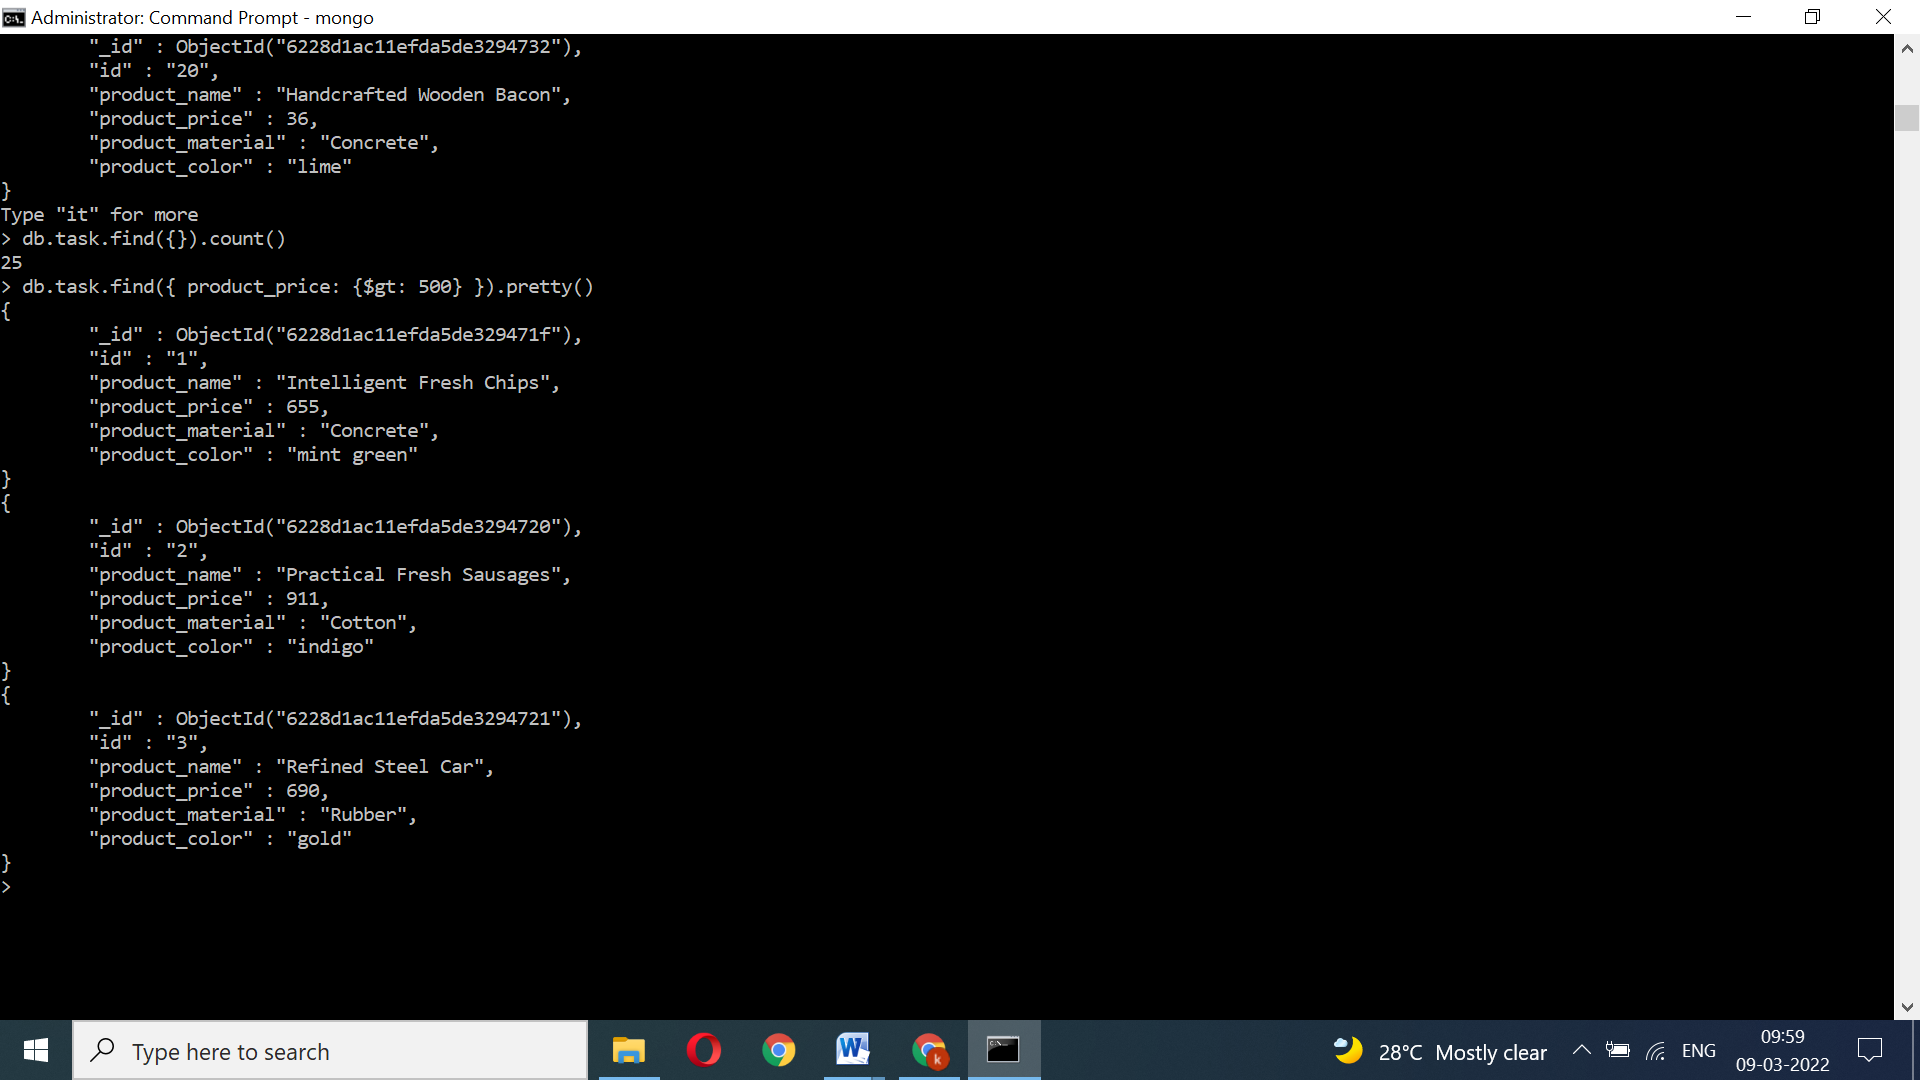 Administrator: Command Prompt - mongo
"_id" : ObjectId("6228d1ac11efda5de3294732"),
"id" : "20",
"product_name" : "Handcrafted Wooden Bacon",
"product_price" : 36,
"product_material" : "Concrete",
"product_color" : "lime"
}
Type "it" for more
> db.task.find({}).count()
25
> db.task.find({ product_price: {$gt: 500} }).pretty()
{
"_id" : ObjectId("6228d1ac11efda5de329471f"),
"id" : "1",
"product_name" : "Intelligent Fresh Chips",
"product_price" : 655,
"product_material" : "Concrete",
"product_color" : "mint green"
}
{
"_id" : ObjectId("6228d1ac11efda5de3294720"),
"id" : "2",
"product_name" : "Practical Fresh Sausages",
"product_price" : 911,
"product_material" : "Cotton",
"product_color" : "indigo"
}
{
"_id" : ObjectId("6228d1ac11efda5de3294721"),
"id" : "3",
"product_name" : "Refined Steel Car",
"product_price" : 690,
"product_material" : "Rubber",
"product_color" : "gold"
}
>
Type here to search
W
k
C:\_
28°C Mostly clear
ENG
09:59
09-03-2022